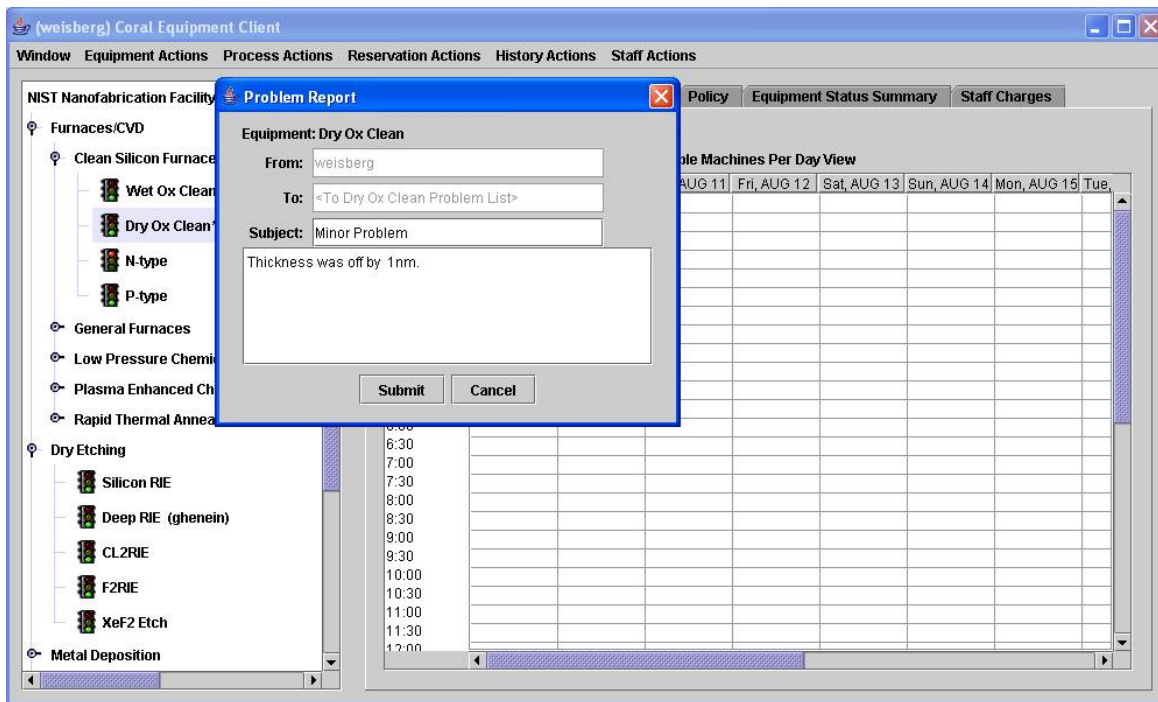 (weisberg) Coral Equipment Client
Window Equipment Actions Process Actions Reservation Actions History Actions Staff Actions
NIST Nanofabrication Facility
Furnaces/CVD
Clean Silicon Furnace
Wet Ox Clean
Dry Ox Clean*
N-type
P-type
General Furnaces
Low Pressure Chemi
Plasma Enhanced Ch
Rapid Thermal Annea
Dry Etching
Silicon RIE
Deep RIE (ghenein)
CL2RIE
F2RIE
XeF2 Etch
Metal Deposition
Problem Report
Equipment: Dry Ox Clean
From: weisberg
To: <To Dry Ox Clean Problem List>
Subject: Minor Problem
Thickness was off by 1nm.
Submit Cancel
Policy Equipment Status Summary Staff Charges
ble Machines Per Day View
AUG 11 Fri, AUG 12 Sat, AUG 13 Sun, AUG 14 Mon, AUG 15 Tue,
6:30
7:00
7:30
8:00
8:30
9:00
9:30
10:00
10:30
11:00
11:30
12:00